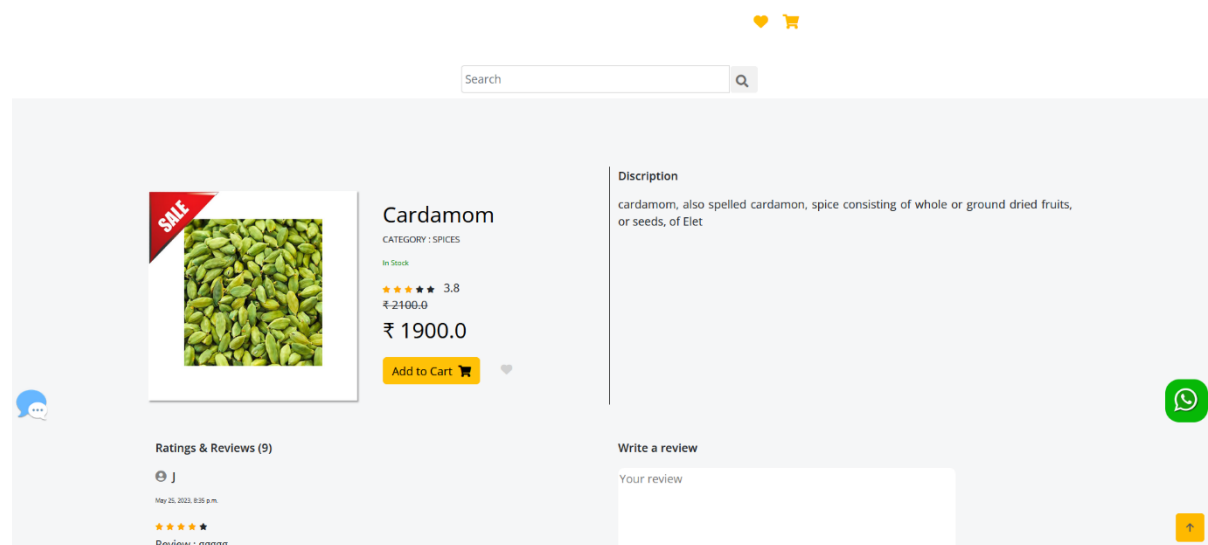 Search
SALE
Cardamom
CATEGORY : SPICES
In Stock
3.8
₹ 2100.0
₹ 1900.0
Add to Cart
Discription
cardamom, also spelled cardamon, spice consisting of whole or ground dried fruits,
or seeds, of Elet
Ratings & Reviews (9)
J
May 25, 2023, 8:35 p.m.
Review : ggggg
Write a review
Your review